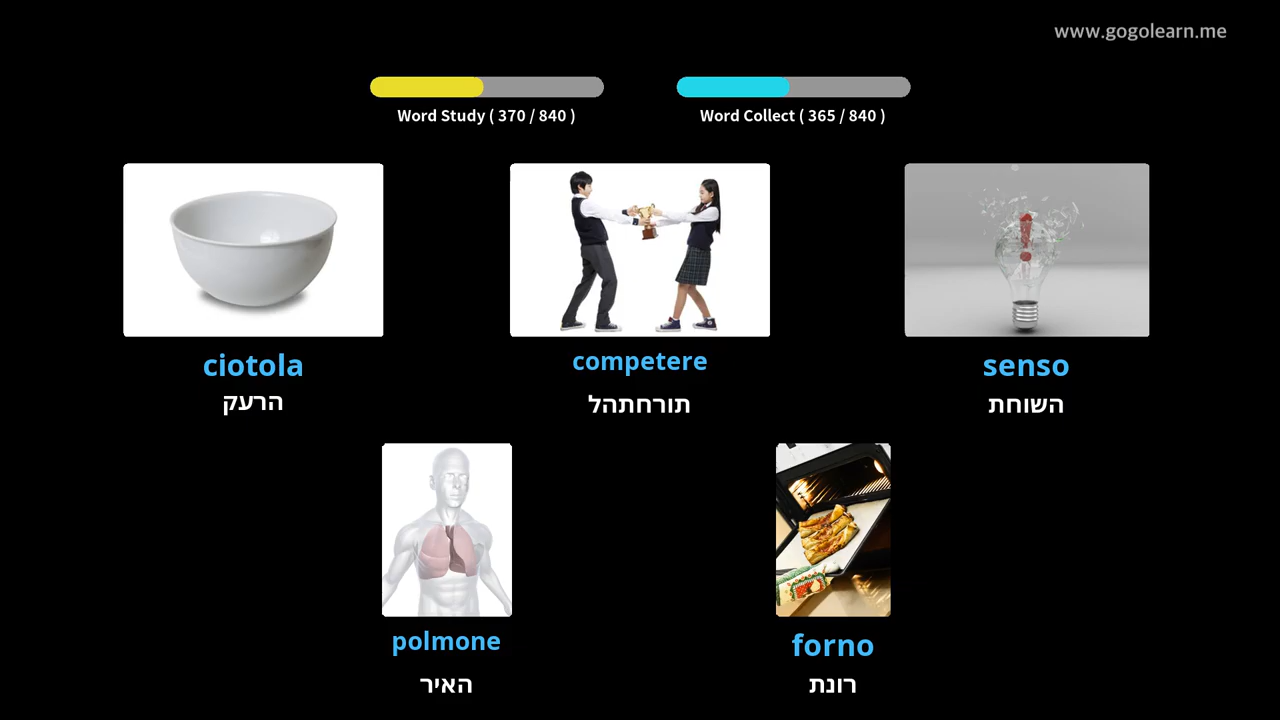 www.gogolearn.me
Word Study ( 370 / 840 )
Word Collect ( 365 / 840 )
ciotola
הרעק
competere
תורחתהל
senso
השוחת
polmone
האיר
forno
רונת